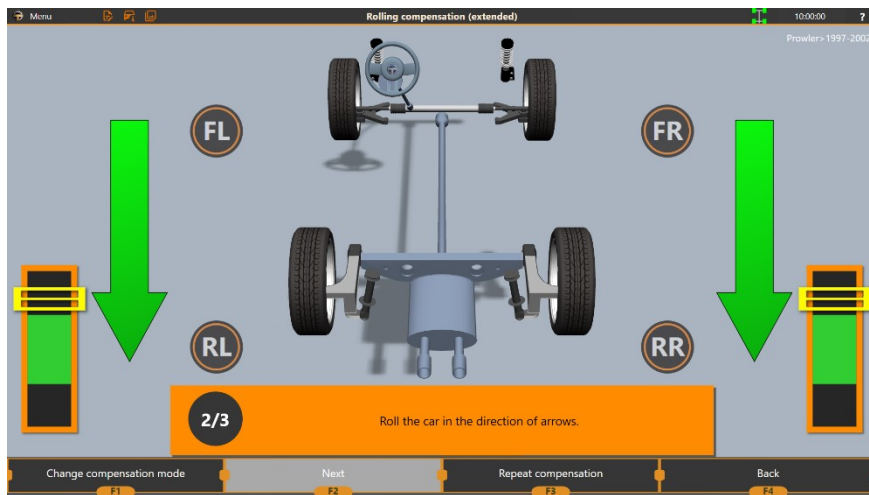 Menu
Rolling compensation (extended)
10:00:00
?
Prowler> 1997-2002
FL
FR
RL
RR
2/3
Roll the car in the direction of arrows.
Change compensation mode
Next
Repeat compensation
Back
F1
F2
F3
F4